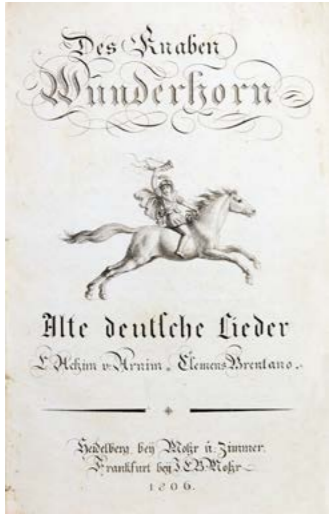 Des Knaben
Wunderhorn
Alte deutsche Lieder
L. Achim v. Arnim. Clemens Brentano.
Heidelberg, bey Mohr u. Zimmer.
Frankfurt bey J.C.B. Mohr
1806.